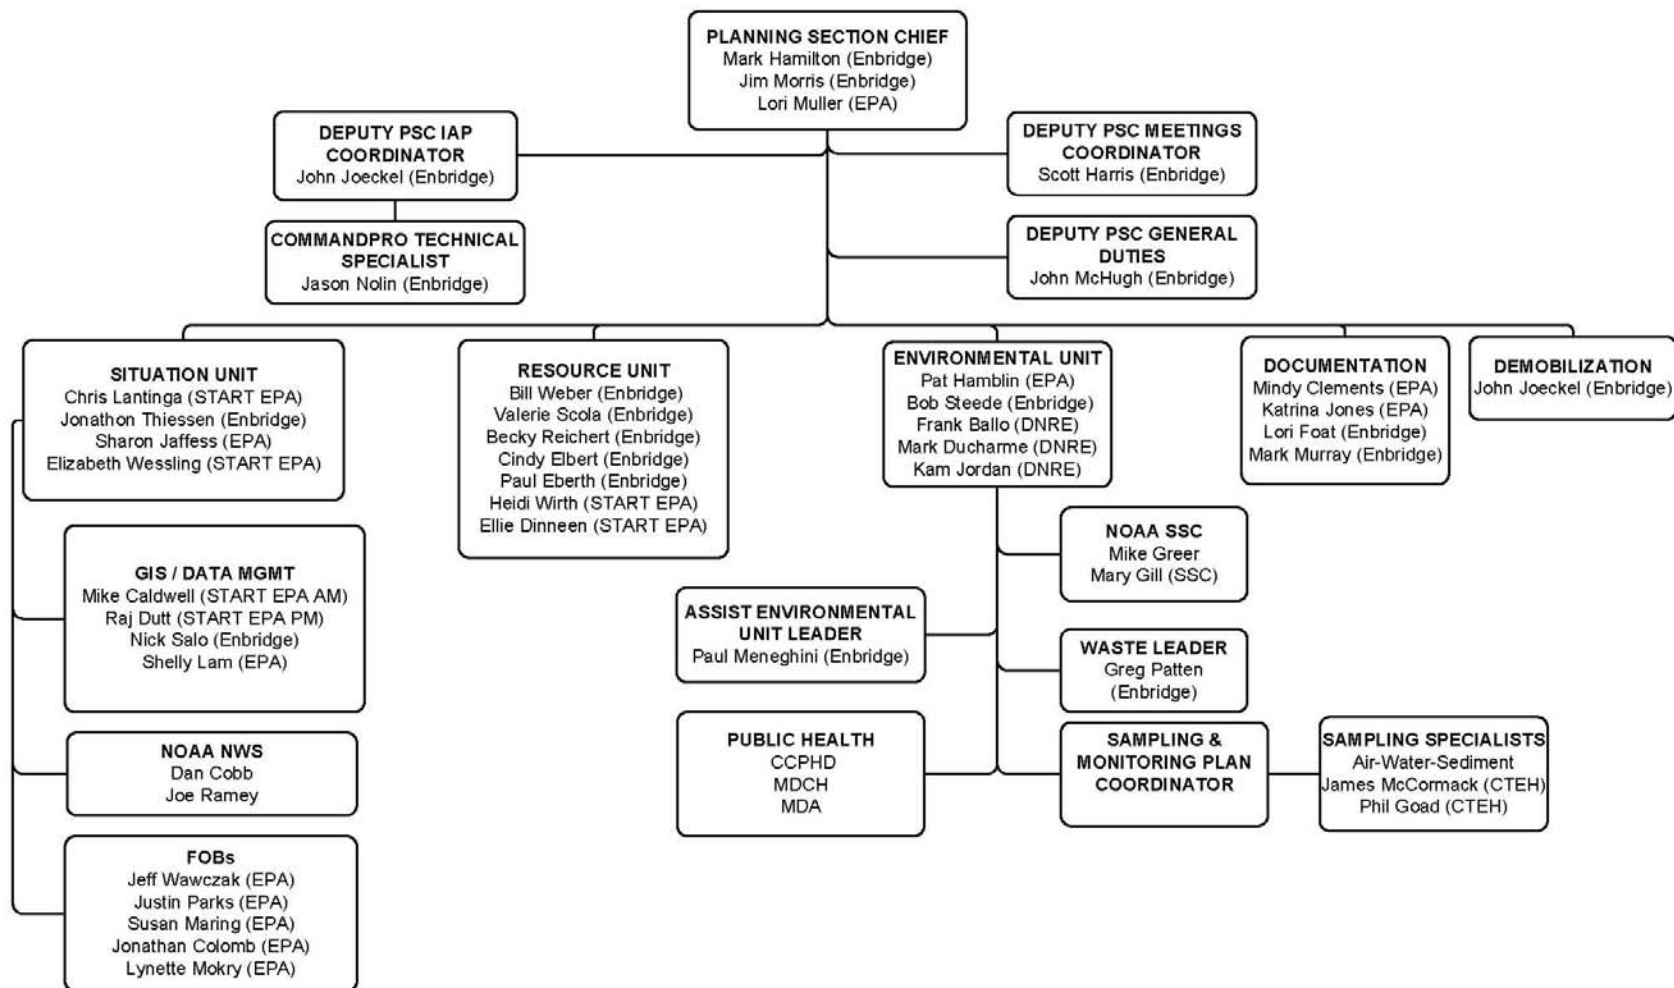 PLANNING SECTION CHIEF
Mark Hamilton (Enbridge)
Jim Morris (Enbridge)
Lori Muller (EPA)
DEPUTY PSC IAP
COORDINATOR
John Joeckel (Enbridge)
DEPUTY PSC MEETINGS
COORDINATOR
Scott Harris (Enbridge)
COMMANDPRO TECHNICAL
SPECIALIST
Jason Nolin (Enbridge)
DEPUTY PSC GENERAL
DUTIES
John McHugh (Enbridge)
SITUATION UNIT
Chris Lantinga (START EPA)
Jonathon Thiessen (Enbridge)
Sharon Jaffess (EPA)
Elizabeth Wessling (START EPA)
RESOURCE UNIT
Bill Weber (Enbridge)
Valerie Scola (Enbridge)
Becky Reichert (Enbridge)
Cindy Elbert (Enbridge)
Paul Eberth (Enbridge)
Heidi Wirth (START EPA)
Ellie Dinneen (START EPA)
ENVIRONMENTAL UNIT
Pat Hamblin (EPA)
Bob Steede (Enbridge)
Frank Ballo (DNRE)
Mark Ducharme (DNRE)
Kam Jordan (DNRE)
DOCUMENTATION
Mindy Clements (EPA)
Katrina Jones (EPA)
Lori Foat (Enbridge)
Mark Murray (Enbridge)
DEMOBILIZATION
John Joeckel (Enbridge)
GIS / DATA MGMT
Mike Caldwell (START EPA AM)
Raj Dutt (START EPA PM)
Nick Salo (Enbridge)
Shelly Lam (EPA)
NOAA NWS
Dan Cobb
Joe Ramey
FOBs
Jeff Wawczak (EPA)
Justin Parks (EPA)
Susan Maring (EPA)
Jonathan Colomb (EPA)
Lynette Mokry (EPA)
NOAA SSC
Mike Greer
Mary Gill (SSC)
ASSIST ENVIRONMENTAL
UNIT LEADER
Paul Meneghini (Enbridge)
WASTE LEADER
Greg Patten
(Enbridge)
PUBLIC HEALTH
CCPHD
MDCH
MDA
SAMPLING &
MONITORING PLAN
COORDINATOR
SAMPLING SPECIALISTS
Air-Water-Sediment
James McCormack (CTEH)
Phil Goad (CTEH)